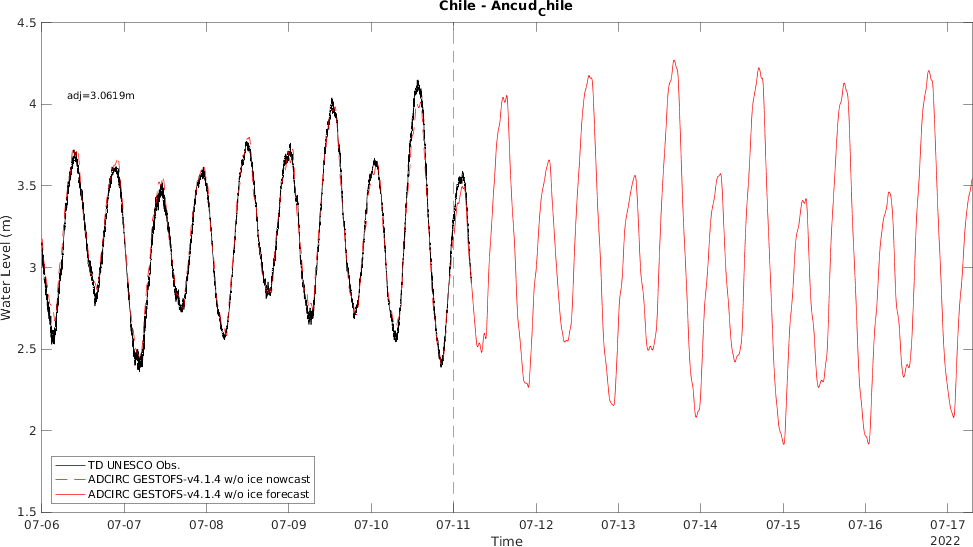 Chile - Ancud_Chile
4.5
4
3.5
3
2.5
2
1.5
Water Level (m)
adj=3.0619m
TD UNESCO Obs.
ADCIRC GESTOFS-v4.1.4 w/o ice nowcast
ADCIRC GESTOFS-v4.1.4 w/o ice forecast
07-06 07-07 07-08 07-09 07-10 07-11 07-12 07-13 07-14 07-15 07-16 07-17
Time
2022